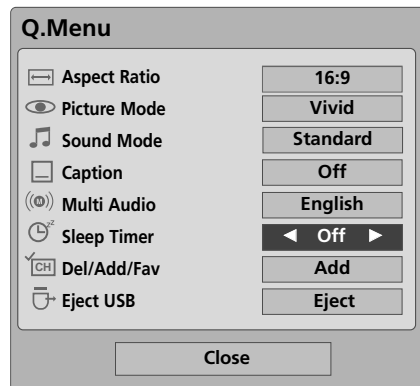 Q.Menu
Aspect Ratio 16:9
Picture Mode Vivid
Sound Mode Standard
Caption Off
Multi Audio English
Sleep Timer ◀ Off ▶
CH Del/Add/Fav Add
Eject USB Eject
Close